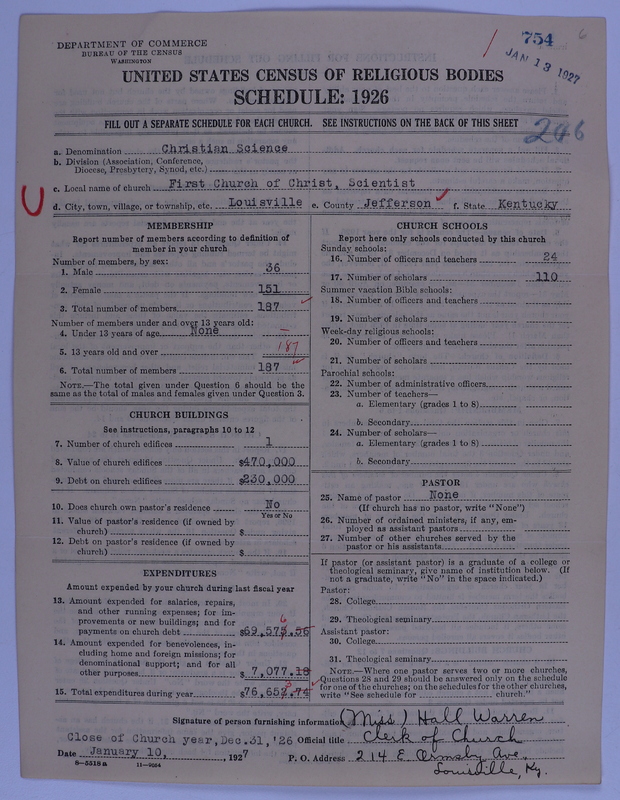 754
6
JAN 13 1927
DEPARTMENT OF COMMERCE
BUREAU OF THE CENSUS
WASHINGTON
UNITED STATES CENSUS OF RELIGIOUS BODIES
SCHEDULE: 1926
FILL OUT A SEPARATE SCHEDULE FOR EACH CHURCH. SEE INSTRUCTIONS ON THE BACK OF THIS SHEET
246
a. Denomination Christian Science
b. Division (Association, Conference,
Diocese, Presbytery, Synod, etc.)
c. Local name of church First Church of Christ, Scientist
d. City, town, village, or township, etc. Louisville e. County Jefferson f. State Kentucky
MEMBERSHIP
Report number of members according to definition of
member in your church
Number of members, by sex:
1. Male 36
2. Female 151
3. Total number of members 187
Number of members under and over 13 years old:
4. Under 13 years of age None –
5. 13 years old and over 187
6. Total number of members 187
NOTE.—The total given under Question 6 should be the
same as the total of males and females given under Question 3.
CHURCH BUILDINGS
See instructions, paragraphs 10 to 12
7. Number of church edifices 1
8. Value of church edifices $470,000
9. Debt on church edifices $230,000
10. Does church own pastor's residence No
Yes or No
11. Value of pastor's residence (if owned by
church) $
12. Debt on pastor's residence (if owned by
church) $
EXPENDITURES
Amount expended by your church during last fiscal year
13. Amount expended for salaries, repairs,
and other running expenses; for im-
provements or new buildings; and for
payments on church debt $69,575.56
6
14. Amount expended for benevolences, in-
cluding home and foreign missions; for
denominational support; and for all
other purposes $7,077.18
15. Total expenditures during year $76,652.74
3
CHURCH SCHOOLS
Report here only schools conducted by this church
Sunday schools:
16. Number of officers and teachers 24
17. Number of scholars 110
Summer vacation Bible schools:
18. Number of officers and teachers
19. Number of scholars
Week-day religious schools:
20. Number of officers and teachers
21. Number of scholars
Parochial schools:
22. Number of administrative officers
23. Number of teachers—
a. Elementary (grades 1 to 8)
b. Secondary
24. Number of scholars—
a. Elementary (grades 1 to 8)
b. Secondary
PASTOR
25. Name of pastor None
(If church has no pastor, write "None")
26. Number of ordained ministers, if any, em-
ployed as assistant pastors
27. Number of other churches served by the
pastor or his assistants
If pastor (or assistant pastor) is a graduate of a college or
theological seminary, give name of institution below. (If
not a graduate, write "No" in the space indicated.)
Pastor:
28. College
29. Theological seminary
Assistant pastor:
30. College
31. Theological seminary
NOTE.—Where one pastor serves two or more churches,
Questions 28 and 29 should be answered only on the schedule
for one of the churches; on the schedules for the other churches,
write "See schedule for church."
Signature of person furnishing information (Miss) Hall Warren
Close of Church year, Dec. 31, '26 Official title Clerk of Church
Date January 10, , 1927 P. O. Address 214 E Ormsby Ave.
Louisville, Ky.
8—5518a 11—9054